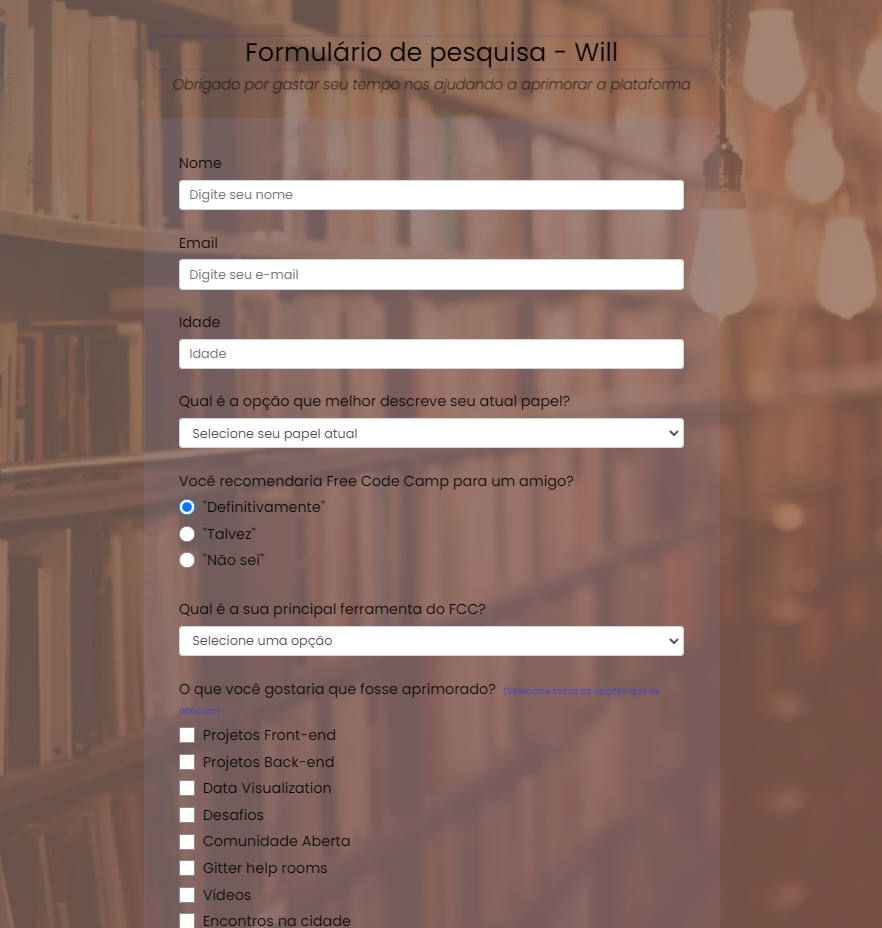 Formulário de pesquisa - Will
Obrigado por gastar seu tempo nos ajudando a aprimorar a plataforma
Nome
Digite seu nome
Email
Digite seu e-mail
Idade
Idade
Qual é a opção que melhor descreve seu atual papel?
Selecione seu papel atual
Você recomendaria Free Code Camp para um amigo?
"Definitivamente"
"Talvez"
"Não sei"
Qual é a sua principal ferramenta do FCC?
Selecione uma opção
O que você gostaria que fosse aprimorado? (Selecione todas as opções que se
aplicam)
Projetos Front-end
Projetos Back-end
Data Visualization
Desafios
Comunidade Aberta
Gitter help rooms
Vídeos
Encontros na cidade